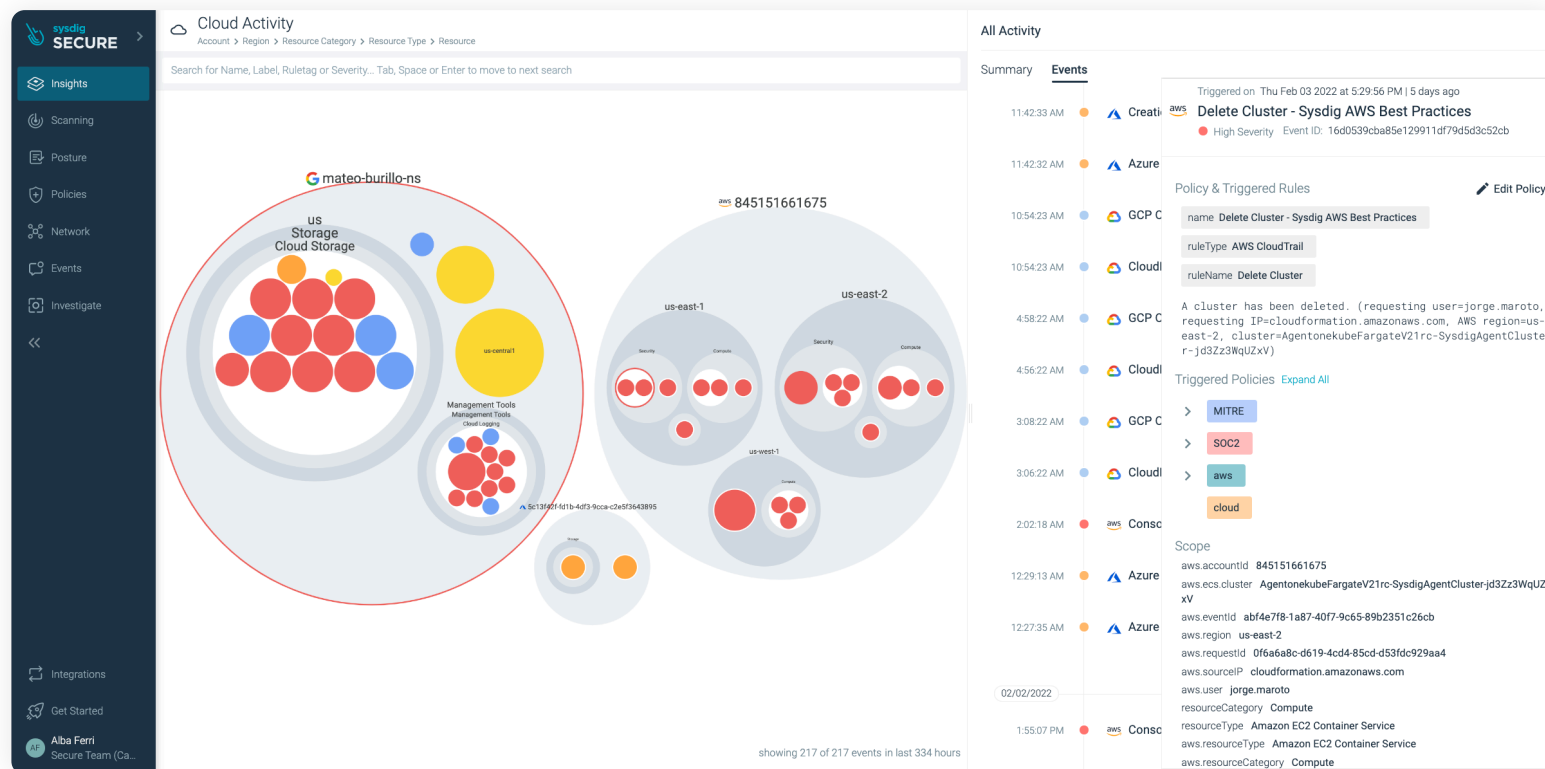 sysdig
SECURE
Insights
Scanning
Posture
Policies
Network
Events
Investigate
Integrations
Get Started
AF
Alba Ferri
Secure Team (Ca...
Cloud Activity
Account > Region > Resource Category > Resource Type > Resource
Search for Name, Label, Ruletag or Severity... Tab, Space or Enter to move to next search
mateo-burillo-ns
us
Storage
Cloud Storage
us-central1
Management Tools
Management Tools
Cloud Logging
aws 845151661675
us-east-1
Security
Compute
us-east-2
Security
Compute
us-west-1
Compute
5c13f42f-fd1b-4df3-9cca-c2e5f3643895
Storage
showing 217 of 217 events in last 334 hours
All Activity
Summary Events
11:42:33 AM Creati
11:42:32 AM Azure
10:54:23 AM GCP C
10:54:23 AM Cloudl
4:58:22 AM GCP C
4:56:22 AM Cloudl
3:08:22 AM GCP C
3:06:22 AM Cloudl
2:02:18 AM aws Consc
12:29:13 AM Azure
12:27:35 AM Azure
02/02/2022
1:55:07 PM aws Consc
Triggered on Thu Feb 03 2022 at 5:29:56 PM | 5 days ago
aws Delete Cluster - Sysdig AWS Best Practices
High Severity Event ID: 16d0539cba85e129911df79d5d3c52cb
Policy & Triggered Rules Edit Policy
name Delete Cluster - Sysdig AWS Best Practices
ruleType AWS CloudTrail
ruleName Delete Cluster
A cluster has been deleted. (requesting user=jorge.maroto,
requesting IP=cloudformation.amazonaws.com, AWS region=us-
east-2, cluster=AgentonekubeFargateV21rc-SysdigAgentCluste
r-jd3Zz3WqUZxV)
Triggered Policies Expand All
MITRE
SOC2
aws
cloud
Scope
aws.accountId 845151661675
aws.ecs.cluster AgentonekubeFargateV21rc-SysdigAgentCluster-jd3Zz3WqUZ
xV
aws.eventId abf4e7f8-1a87-40f7-9c65-89b2351c26cb
aws.region us-east-2
aws.requestId 0f6a6a8c-d619-4cd4-85cd-d53fdc929aa4
aws.sourceIP cloudformation.amazonaws.com
aws.user jorge.maroto
resourceCategory Compute
resourceType Amazon EC2 Container Service
aws.resourceType Amazon EC2 Container Service
aws.resourceCategory Compute